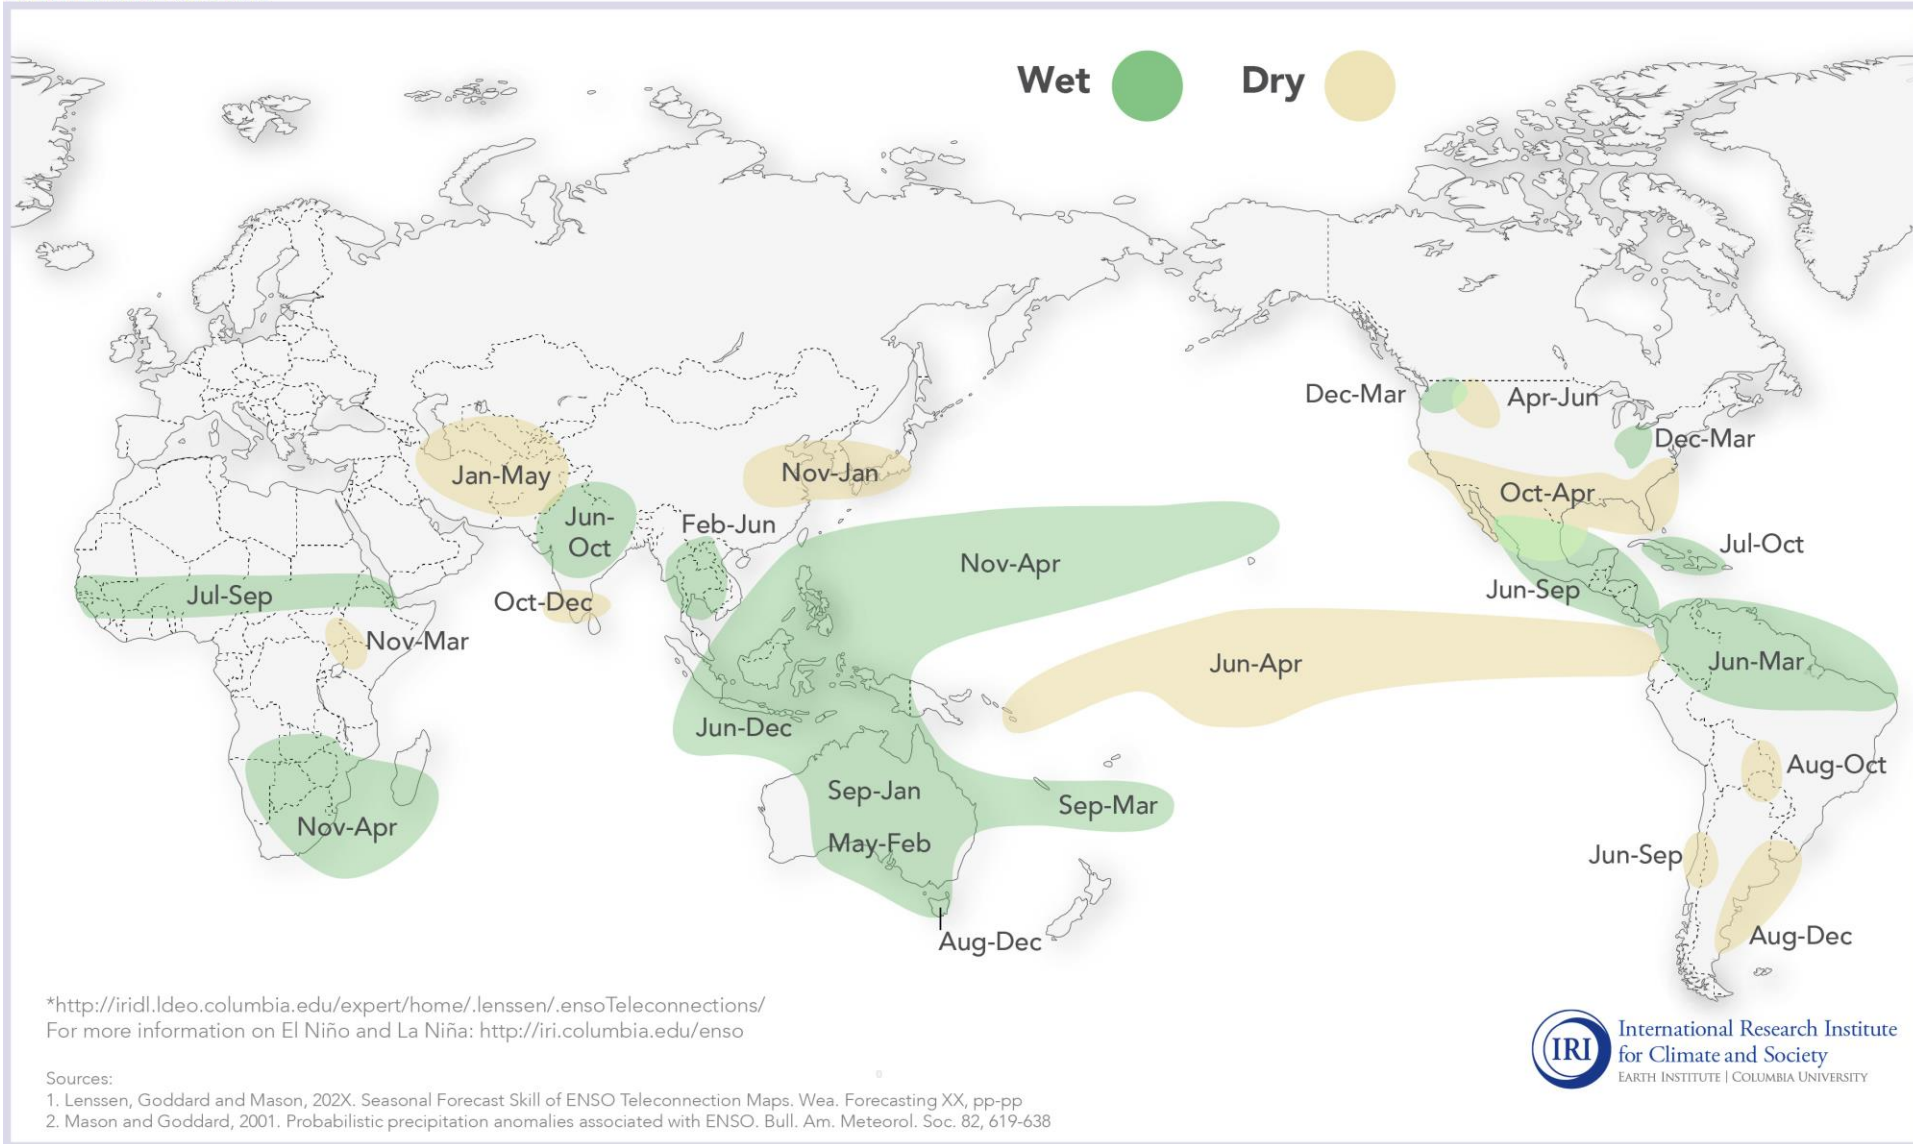 Wet
Dry
Dec-Mar
Apr-Jun
Dec-Mar
Jan-May
Nov-Jan
Oct-Apr
Jun-
Oct
Feb-Jun
Nov-Apr
Jul-Oct
Jul-Sep
Oct-Dec
Jun-Sep
Nov-Mar
Jun-Apr
Jun-Mar
Jun-Dec
Aug-Oct
Sep-Jan
Sep-Mar
Nov-Apr
May-Feb
Jun-Sep
Aug-Dec
Aug-Dec
*http://iridl.ldeo.columbia.edu/expert/home/.lenssen/.ensoTeleconnections/
For more information on El Niño and La Niña: http://iri.columbia.edu/enso
Sources:
1. Lenssen, Goddard and Mason, 202X. Seasonal Forecast Skill of ENSO Teleconnection Maps. Wea. Forecasting XX, pp-pp
2. Mason and Goddard, 2001. Probabilistic precipitation anomalies associated with ENSO. Bull. Am. Meteorol. Soc. 82, 619-638
IRI
International Research Institute
for Climate and Society
EARTH INSTITUTE | COLUMBIA UNIVERSITY